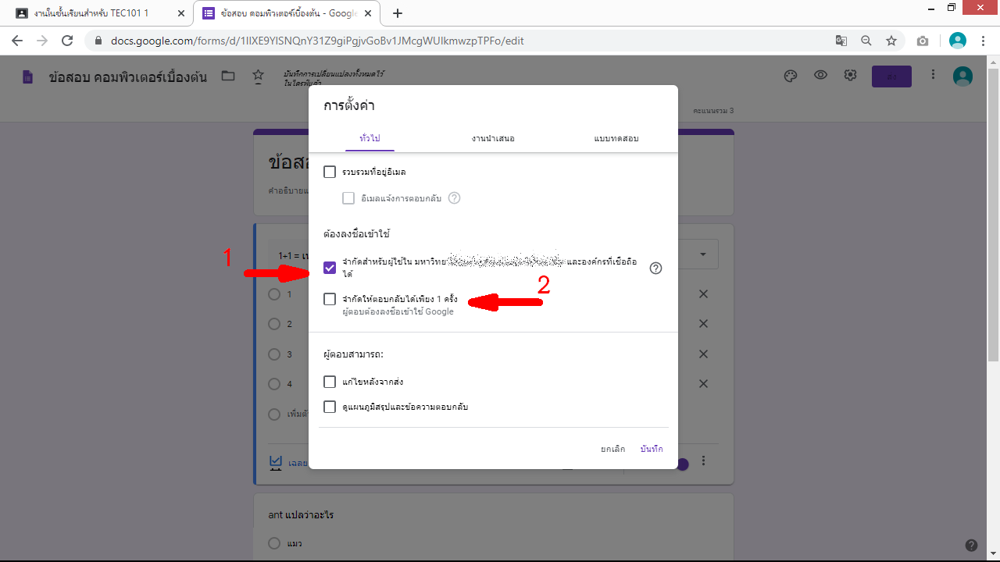 งานในชั้นเรียนสำหรับ TEC101 1
ข้อสอบ คอมพิวเตอร์เบื้องต้น - Google
docs.google.com/forms/d/1IIXE9YISNQnY31Z9giPgjvGoBv1JMcgWUIkmwzpTPFo/edit
ข้อสอบ คอมพิวเตอร์เบื้องต้น
บันทึกการเปลี่ยนแปลงทั้งหมดไว้
ในไดรฟ์แล้ว
ส่ง
คะแนนรวม 3
การตั้งค่า
ทั่วไป
งานนำเสนอ
แบบทดสอบ
รวบรวมที่อยู่อีเมล
อีเมลแจ้งการตอบกลับ
ต้องลงชื่อเข้าใช้
จำกัดสำหรับผู้ใช้ใน มหาวิทยา และองค์กรที่เชื่อถือ
ได้
จำกัดให้ตอบกลับได้เพียง 1 ครั้ง
ผู้ตอบต้องลงชื่อเข้าใช้ Google
1
2
ผู้ตอบสามารถ:
แก้ไขหลังจากส่ง
ดูแผนภูมิสรุปและข้อความตอบกลับ
ยกเลิก
บันทึก
ข้อสอ
คำอธิบายแ
1+1 = เท
1
2
3
4
เพิ่มตั
เฉลย
ant แปลว่าอะไร
แมว